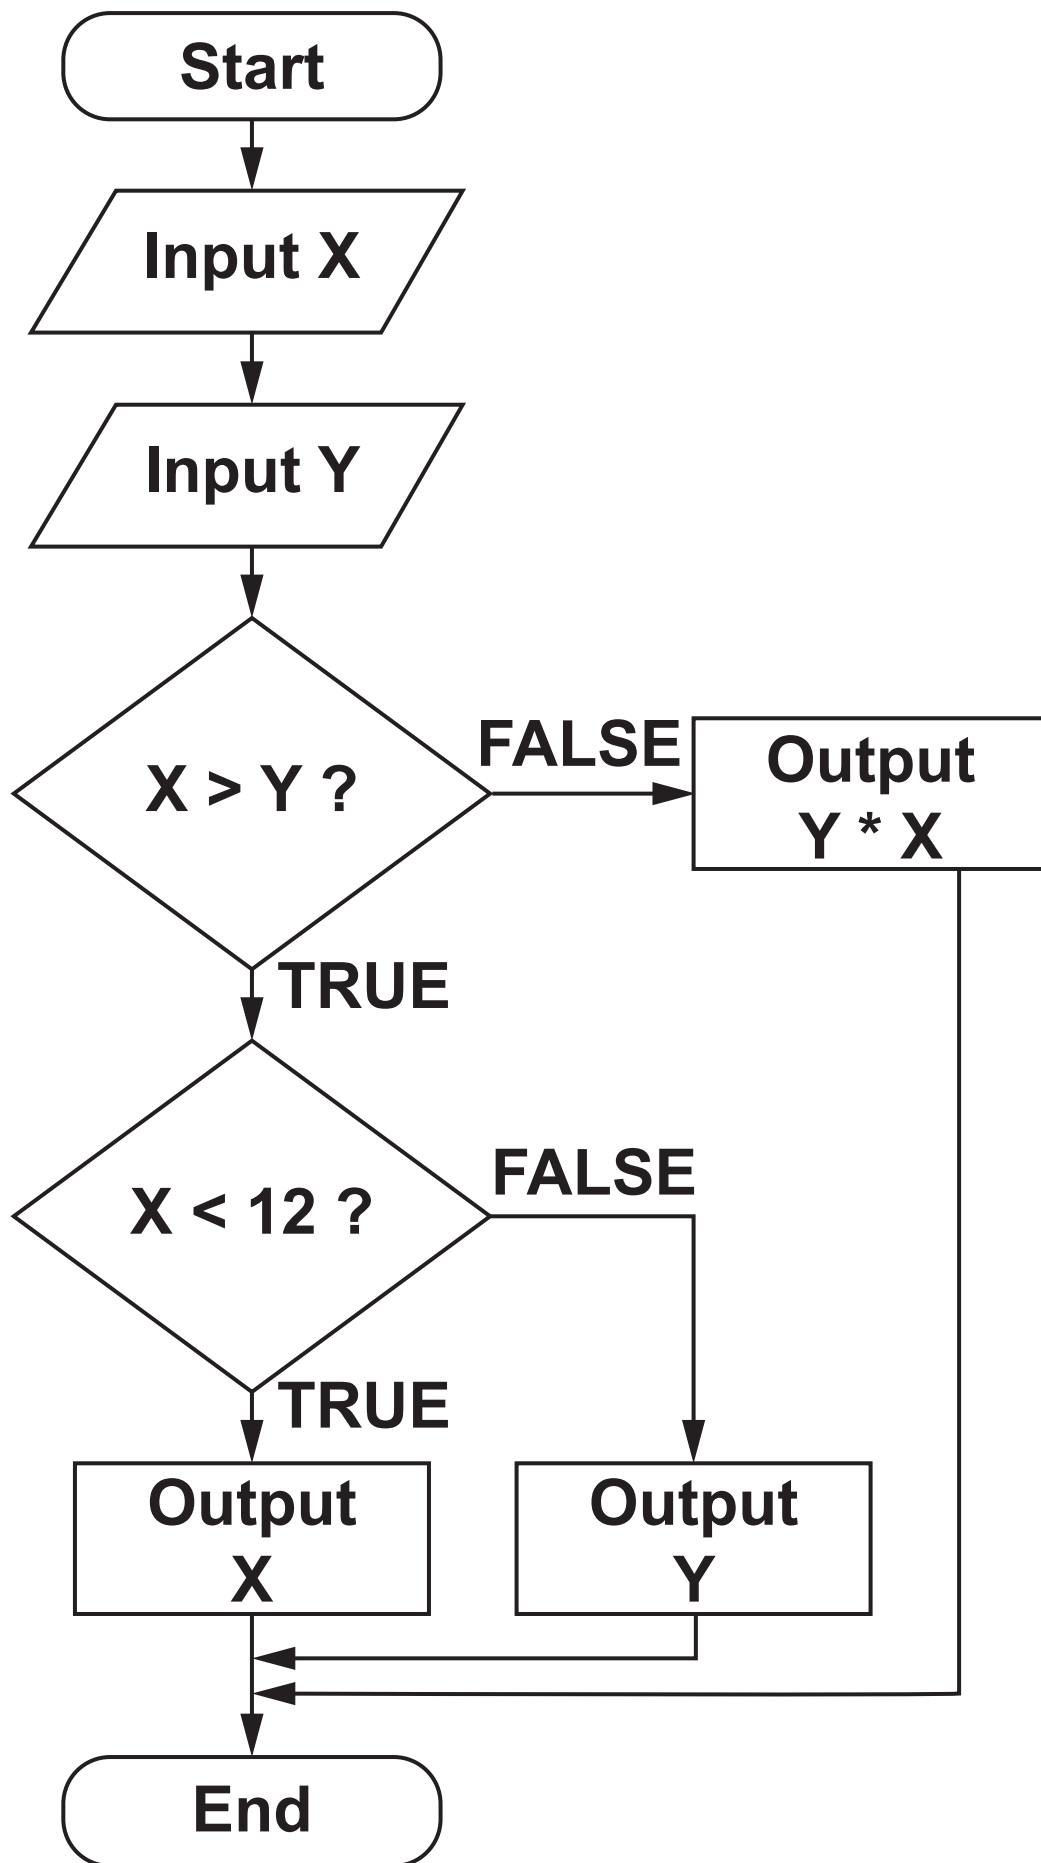 Start
Input X
Input Y
X > Y ?
FALSE
Output
Y * X
TRUE
X < 12 ?
FALSE
TRUE
Output
X
Output
Y
End